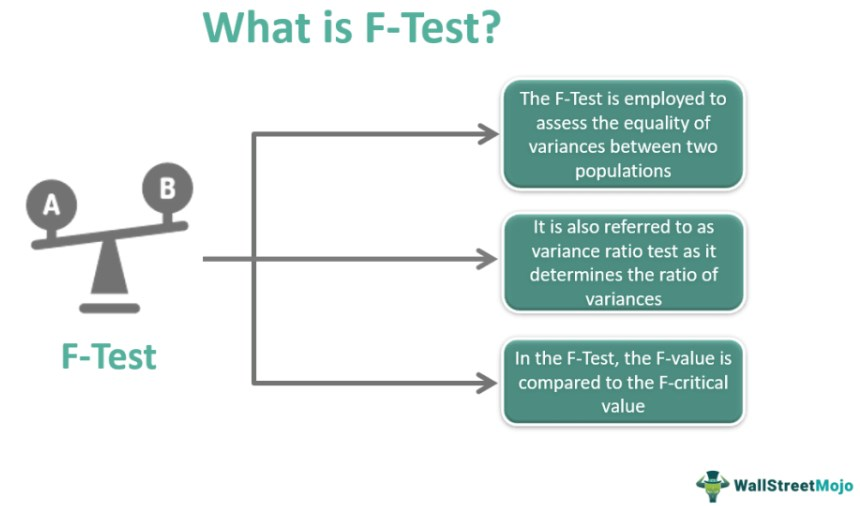 What is F-Test?
A
B
F-Test
The F-Test is employed to
assess the equality of
variances between two
populations
It is also referred to as
variance ratio test as it
determines the ratio of
variances
In the F-Test, the F-value is
compared to the F-critical
value
WallStreetMojo